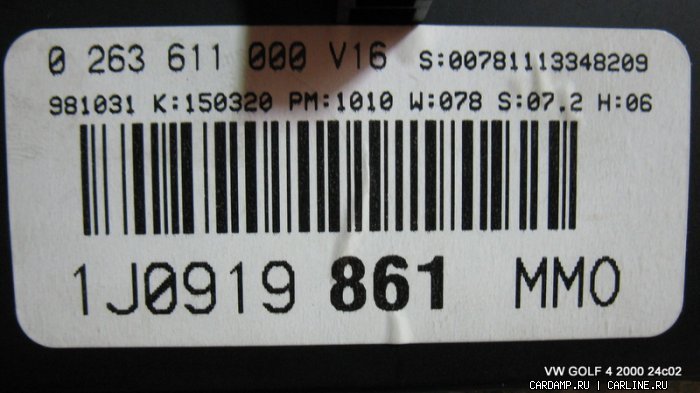 0 263 611 000 V16 S:00781113348209
981031 K:150320 PM:1010 W:078 S:07.2 H:06
1J0919 861 MMO
VW GOLF 4 2000 24c02
CARDAMP.RU | CARLINE.RU